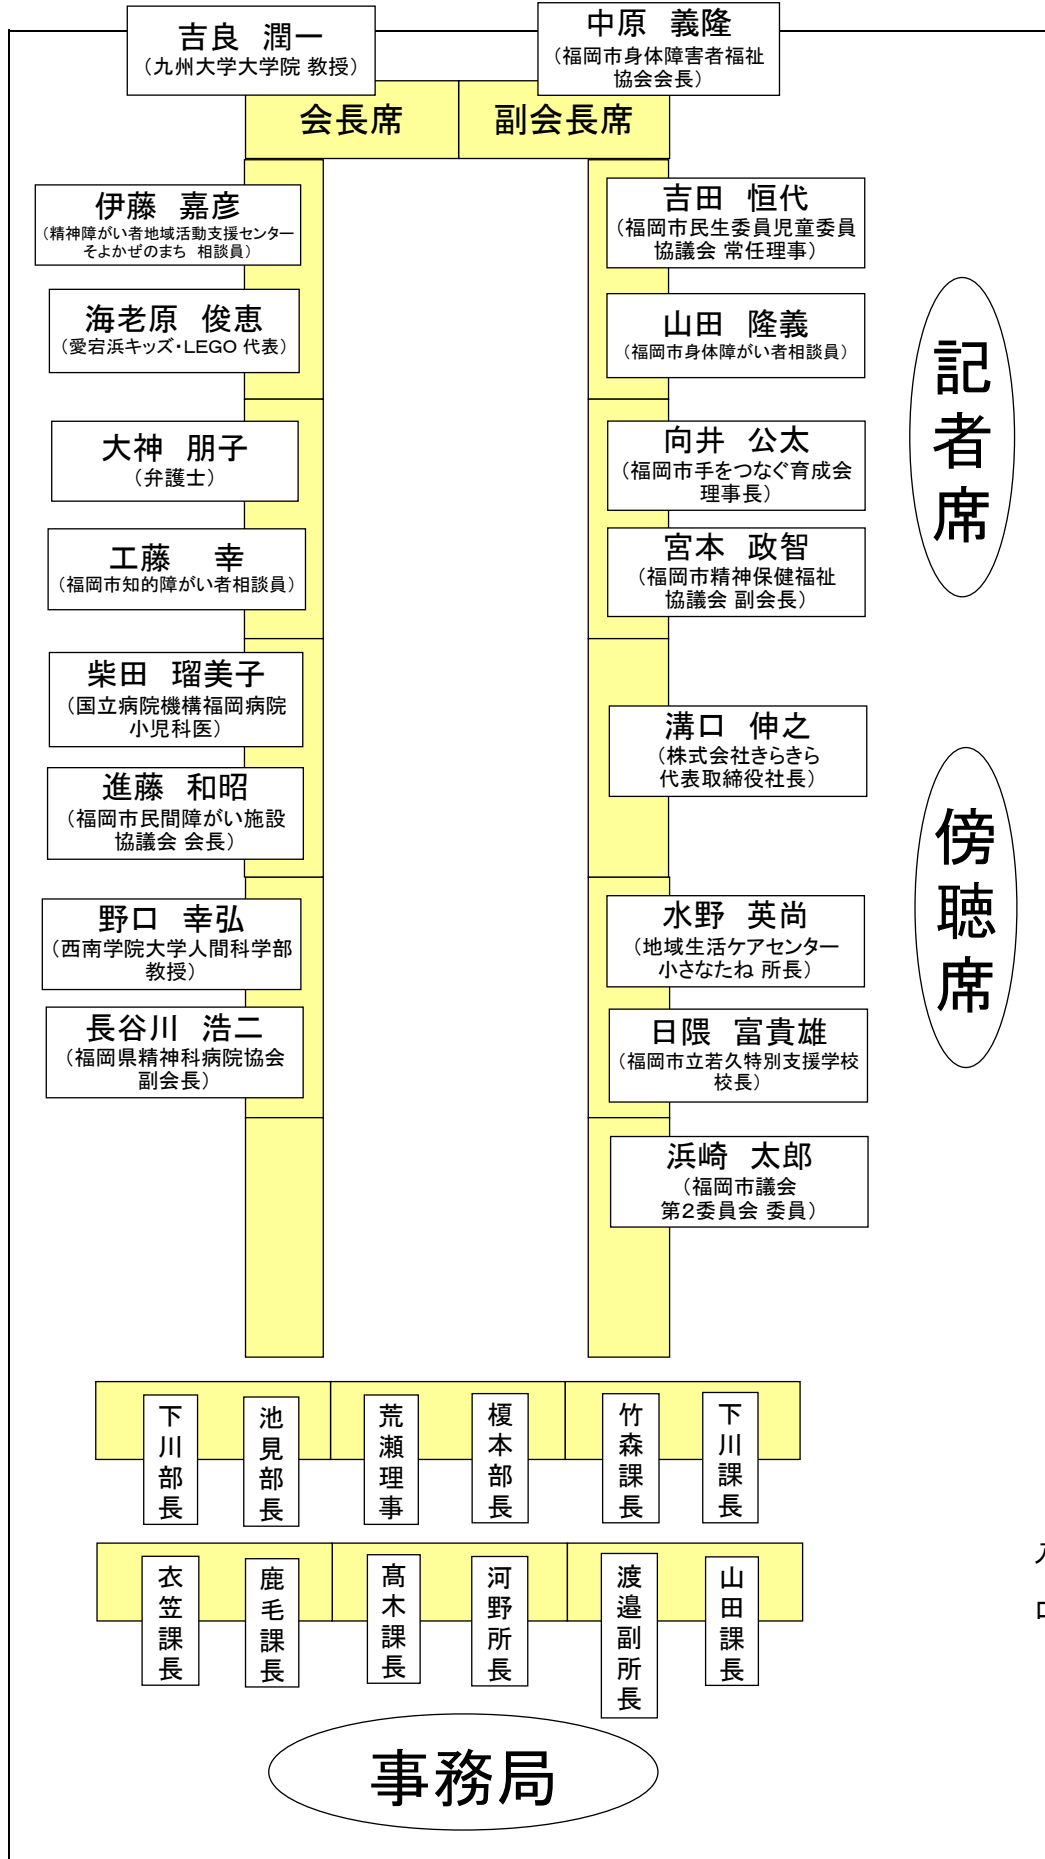 吉良　潤一
（九州大学大学院 教授）
中原　義隆
（福岡市身体障害者福祉
協会会長）
会長席
副会長席
伊藤　嘉彦
（精神障がい者地域活動支援センター
そよかぜのまち 相談員）
海老原　俊恵
（愛宕浜キッズ・LEGO 代表）
大神　朋子
（弁護士）
工藤　幸
（福岡市知的障がい者相談員）
柴田　瑠美子
（国立病院機構福岡病院
小児科医）
進藤　和昭
（福岡市民間障がい施設
協議会 会長）
野口　幸弘
（西南学院大学人間科学部
教授）
長谷川　浩二
（福岡県精神科病院協会
副会長）
吉田　恒代
（福岡市民生委員児童委員
協議会 常任理事）
山田　隆義
（福岡市身体障がい者相談員）
向井　公太
（福岡市手をつなぐ育成会
理事長）
宮本　政智
（福岡市精神保健福祉
協議会 副会長）
溝口　伸之
（株式会社きらきら
代表取締役社長）
水野　英尚
（地域生活ケアセンター
小さなたね 所長）
日隈　富貴雄
（福岡市立若久特別支援学校
校長）
浜崎　太郎
（福岡市議会
第2委員会 委員）
記者席
傍聴席
下川部長
池見部長
荒瀬理事
榎本部長
竹森課長
下川課長
衣笠課長
鹿毛課長
髙木課長
河野所長
渡邉副所長
山田課長
事務局